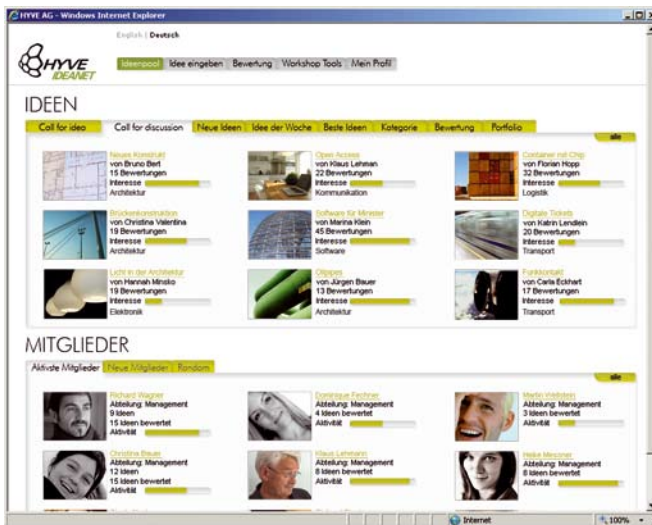 HYVE AG - Windows Internet Explorer
English | Deutsch
HYVE
IDEANET
Ideenpool Idee eingeben Bewertung Workshop Tools Mein Profil
IDEEN
Call for idea Call for discussion Neue Ideen Idee der Woche Beste Ideen Kategorie Bewertung Portfolio
alle
Neues Konstrukt
von Bruno Bert
15 Bewertungen
Interesse
Architektur
Open Access
von Klaus Lehman
22 Bewertungen
Interesse
Kommunikation
Container mit Chip
von Florian Hopp
32 Bewertungen
Interesse
Logistik
Brückenkonstruktion
von Christina Valentina
19 Bewertungen
Interesse
Architektur
Software für Minister
von Marina Klein
45 Bewertungen
Interesse
Software
Digitale Tickets
von Katrin Lendlein
20 Bewertungen
Interesse
Transport
Licht in der Architektur
von Hannah Minsko
19 Bewertungen
Interesse
Elektronik
Ölpipes
von Jürgen Bauer
13 Bewertungen
Interesse
Architektur
Funkkontakt
von Carla Eckhart
17 Bewertungen
Interesse
Transport
MITGLIEDER
Aktivste Mitglieder Neue Mitglieder Random
alle
Richard Wagner
Abteilung: Management
9 Ideen
15 Ideen bewertet
Aktivität
Dominique Fechner
Abteilung: Management
4 Ideen bewertet
Aktivität
Martin
Abteilung: Management
3 Ideen bewertet
Aktivität
Christine Bauer
Abteilung: Management
12 Ideen
15 Ideen bewertet
Aktivität
Klaus Lehmann
Abteilung: Management
6 Ideen bewertet
Aktivität
Heike Messner
Abteilung: Management
8 Ideen bewertet
Aktivität
Internet
100%